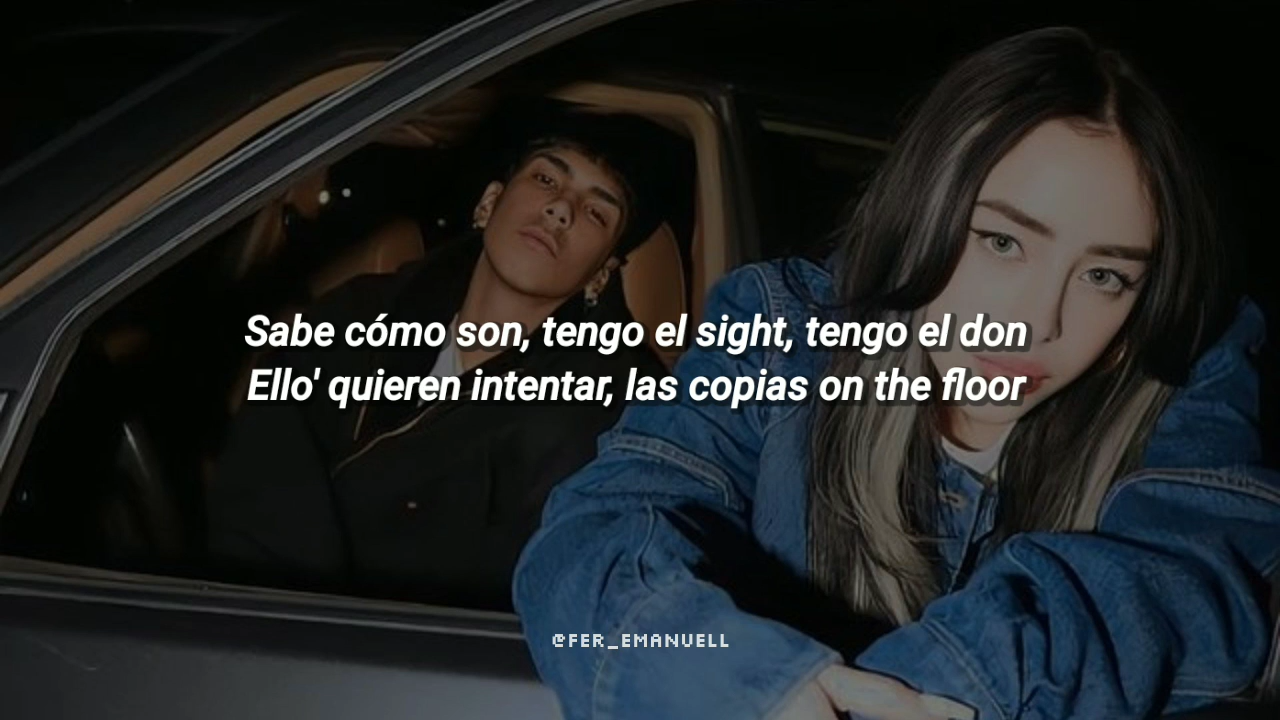 Sabe cómo son, tengo el sight, tengo el don
Ello' quieren intentar, las copias on the floor
@FER_EMANUELL